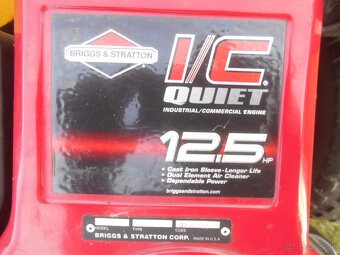 BRIGGS & STRATTON
I/C®
QUIET
INDUSTRIAL/COMMERCIAL ENGINE
12.5 HP
• Cast Iron Sleeve-Longer Life
• Dual Element Air Cleaner
• Dependable Power
briggsandstratton.com
MODEL TYPE
BRIGGS & STRATTON CORP. MADE IN U.S.A.